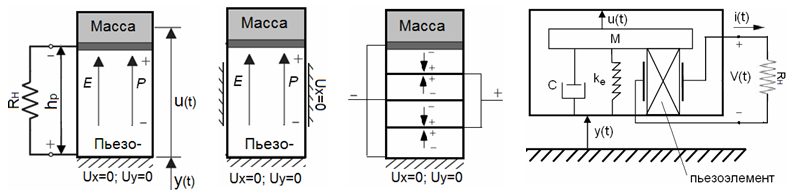 Масса
−
E
P
+
−
+
Rн
hp
u(t)
Пьезо-
Ux=0; Uy=0
y(t)
Масса
E
P
+
−
Ux=0
Пьезо-
Ux=0; Uy=0
Масса
−
+
+
−
−
+
+
−
−
+
Ux=0; Uy=0
u(t)
i(t)
M
+
C
ke
V(t)
Rн
−
y(t)
пьезоэлемент